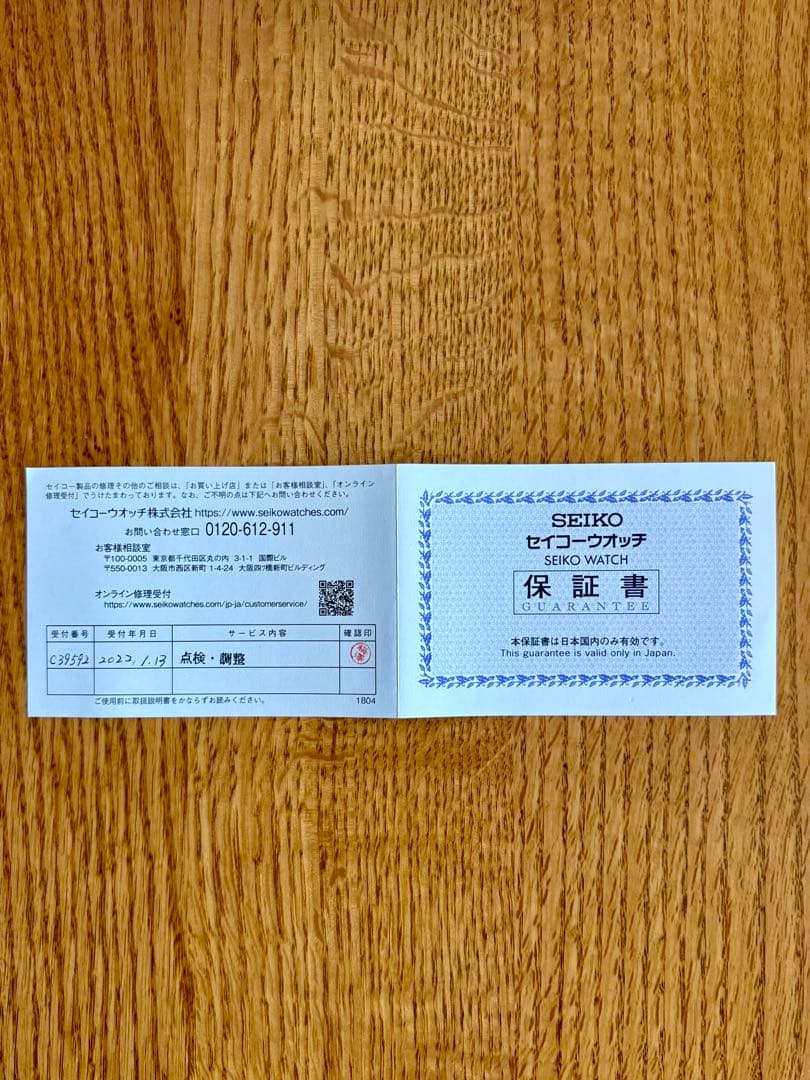 セイコー製品の修理その他のご相談は、「お買い上げ店」または「お客様相談室」、「オンライン
修理受付」でうけたまわっております。なお、ご不明の点は下記へお問い合わせください。
セイコーウオッチ株式会社 https://www.seikowatches.com/
お問い合わせ窓口 0120-612-911
お客様相談室
〒100-0005 東京都千代田区丸の内 3-1-1 国際ビル
〒550-0013 大阪市西区新町 1-4-24 大阪四ツ橋新町ビルディング
オンライン修理受付
https://www.seikowatches.com/jp-ja/customerservice/
受付番号 受付年月日 サービス内容 確認印
C39592 2022,1.13 点検・調整
ご使用前に取扱説明書をかならずお読みください。 1804
SEIKO
セイコーウオッチ
SEIKO WATCH
保証書
GUARANTEE
本保証書は日本国内のみ有効です。
This guarantee is valid only in Japan.